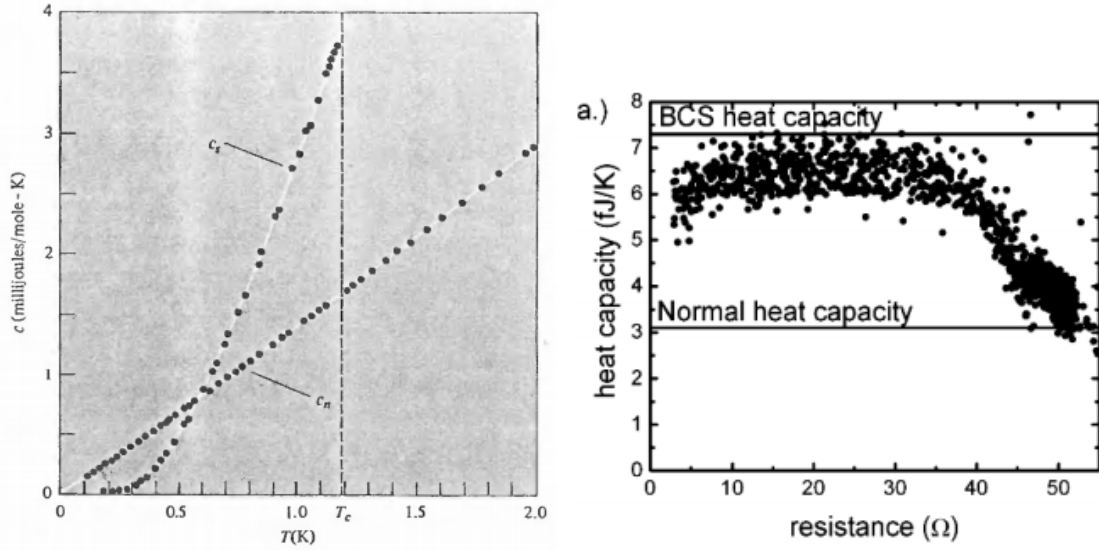 4
3
2
1
0
c (millijoules/mole - K)
c_s
c_n
0
0.5
1.0
T_c
1.5
2.0
T(K)
a.)
8
7
6
5
4
3
2
1
0
heat capacity (fJ/K)
BCS heat capacity
Normal heat capacity
0
10
20
30
40
50
resistance (Ω)